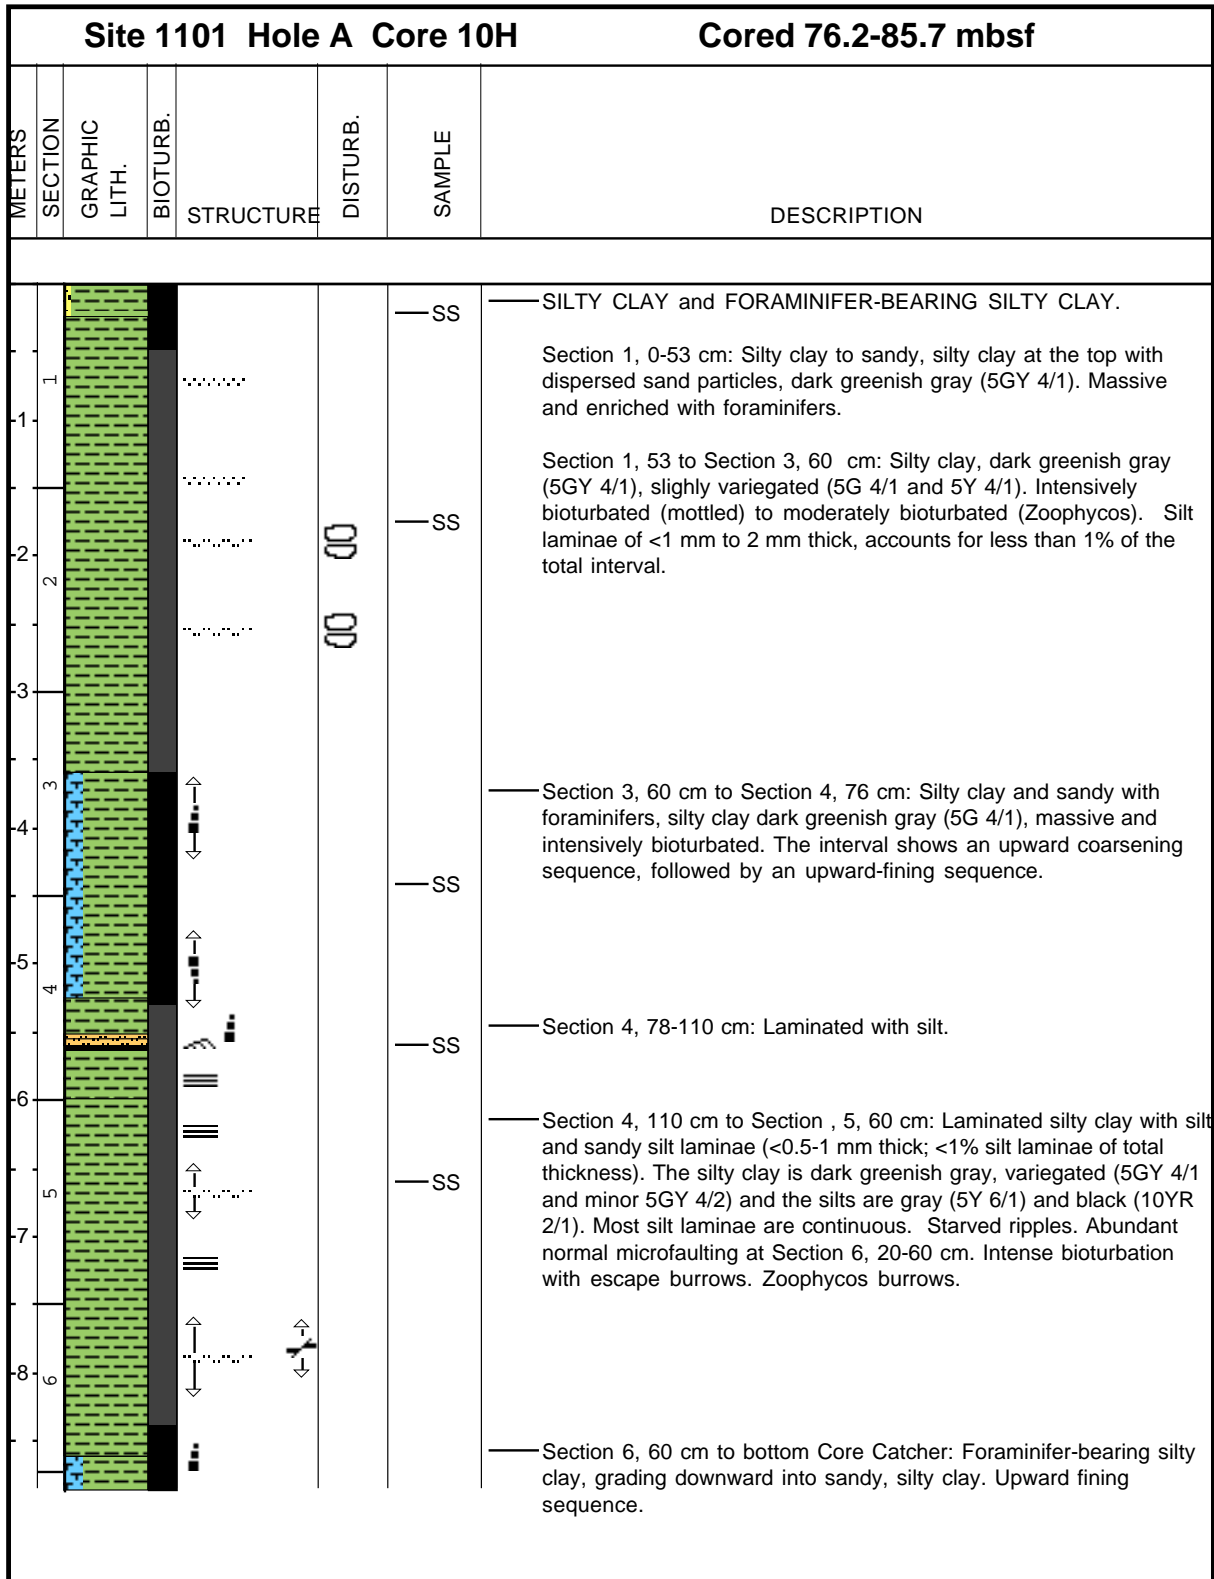 Site 1101 Hole A Core 10H Cored 76.2-85.7 mbsf
METERS
SECTION
GRAPHIC
LITH.
BIOTURB.
STRUCTURE
DISTURB.
SAMPLE
DESCRIPTION
1
2
3
4
5
6
7
8
1
2
3
4
5
6
SS
SS
SS
SS
SS
SILTY CLAY and FORAMINIFER-BEARING SILTY CLAY.
Section 1, 0-53 cm: Silty clay to sandy, silty clay at the top with
dispersed sand particles, dark greenish gray (5GY 4/1). Massive
and enriched with foraminifers.
Section 1, 53 to Section 3, 60 cm: Silty clay, dark greenish gray
(5GY 4/1), slighly variegated (5G 4/1 and 5Y 4/1). Intensively
bioturbated (mottled) to moderately bioturbated (Zoophycos). Silt
laminae of <1 mm to 2 mm thick, accounts for less than 1% of the
total interval.
Section 3, 60 cm to Section 4, 76 cm: Silty clay and sandy with
foraminifers, silty clay dark greenish gray (5G 4/1), massive and
intensively bioturbated. The interval shows an upward coarsening
sequence, followed by an upward-fining sequence.
Section 4, 78-110 cm: Laminated with silt.
Section 4, 110 cm to Section , 5, 60 cm: Laminated silty clay with silt
and sandy silt laminae (<0.5-1 mm thick; <1% silt laminae of total
thickness). The silty clay is dark greenish gray, variegated (5GY 4/1
and minor 5GY 4/2) and the silts are gray (5Y 6/1) and black (10YR
2/1). Most silt laminae are continuous. Starved ripples. Abundant
normal microfaulting at Section 6, 20-60 cm. Intense bioturbation
with escape burrows. Zoophycos burrows.
Section 6, 60 cm to bottom Core Catcher: Foraminifer-bearing silty
clay, grading downward into sandy, silty clay. Upward fining
sequence.